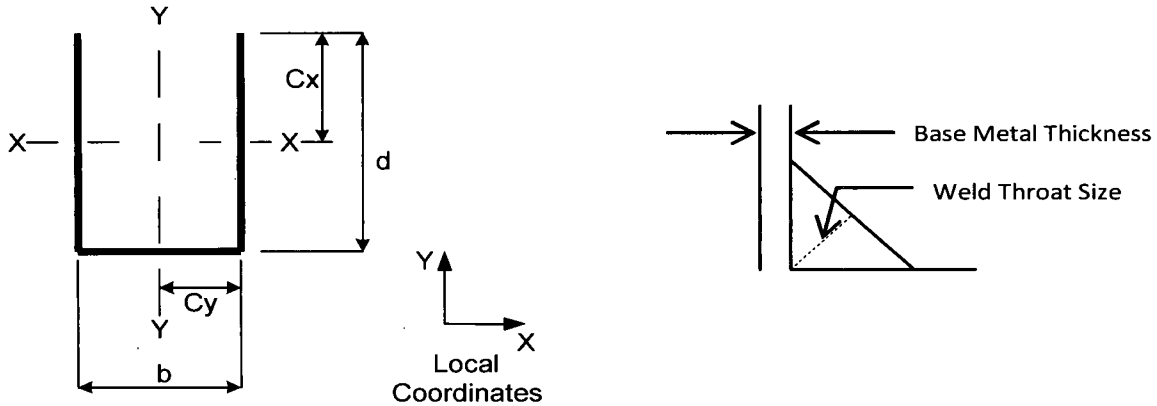 Y
Cx
X
X
d
Cy
Y
b
Y
X
Local
Coordinates
Base Metal Thickness
Weld Throat Size